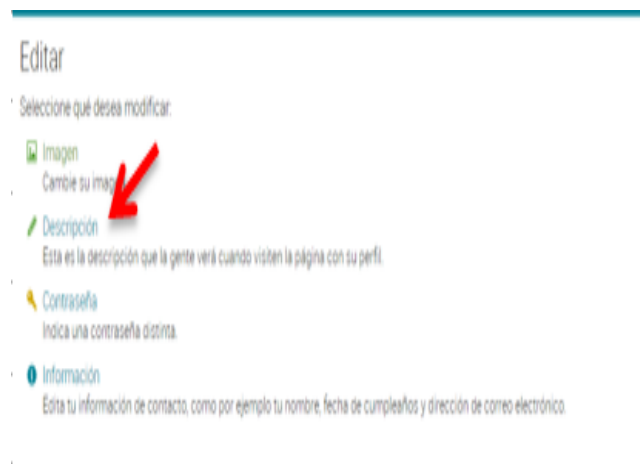 Editar
Seleccione qué desea modificar:
Imagen
Cambie su
Descripción
Esta es la descripción que la gente verá cuando visiten la página con su perfil.
Contraseña
Indica una contraseña distinta.
Información
Edita tu información de contacto, como por ejemplo tu nombre, fecha de cumpleaños y dirección de correo electrónico.